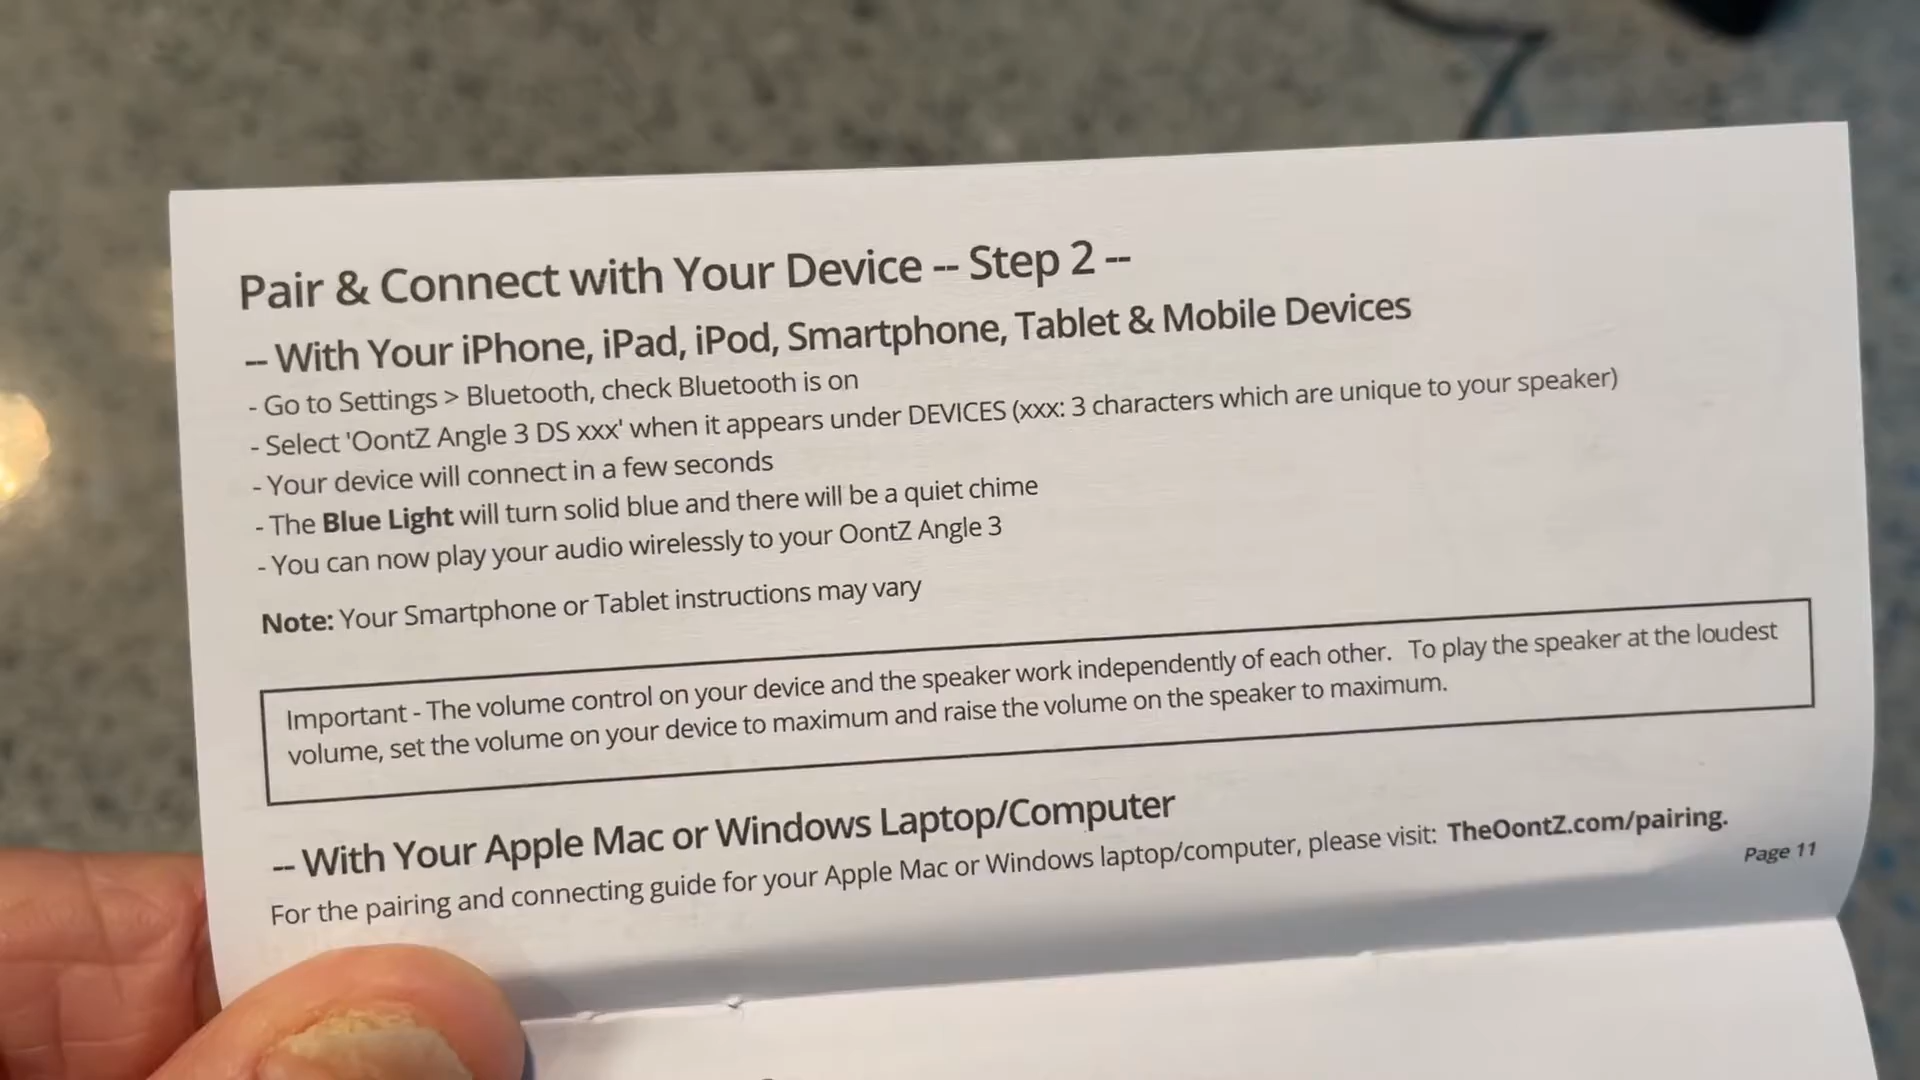 Pair & Connect with Your Device -- Step 2 --
-- With Your iPhone, iPad, iPod, Smartphone, Tablet & Mobile Devices
- Go to Settings > Bluetooth, check Bluetooth is on
- Select 'OontZ Angle 3 DS xxx' when it appears under DEVICES (xxx: 3 characters which are unique to your speaker)
- Your device will connect in a few seconds
- The Blue Light will turn solid blue and there will be a quiet chime
- You can now play your audio wirelessly to your OontZ Angle 3
Note: Your Smartphone or Tablet instructions may vary
Important - The volume control on your device and the speaker work independently of each other. To play the speaker at the loudest
volume, set the volume on your device to maximum and raise the volume on the speaker to maximum.
-- With Your Apple Mac or Windows Laptop/Computer
For the pairing and connecting guide for your Apple Mac or Windows laptop/computer, please visit: TheOontZ.com/pairing.
Page 11